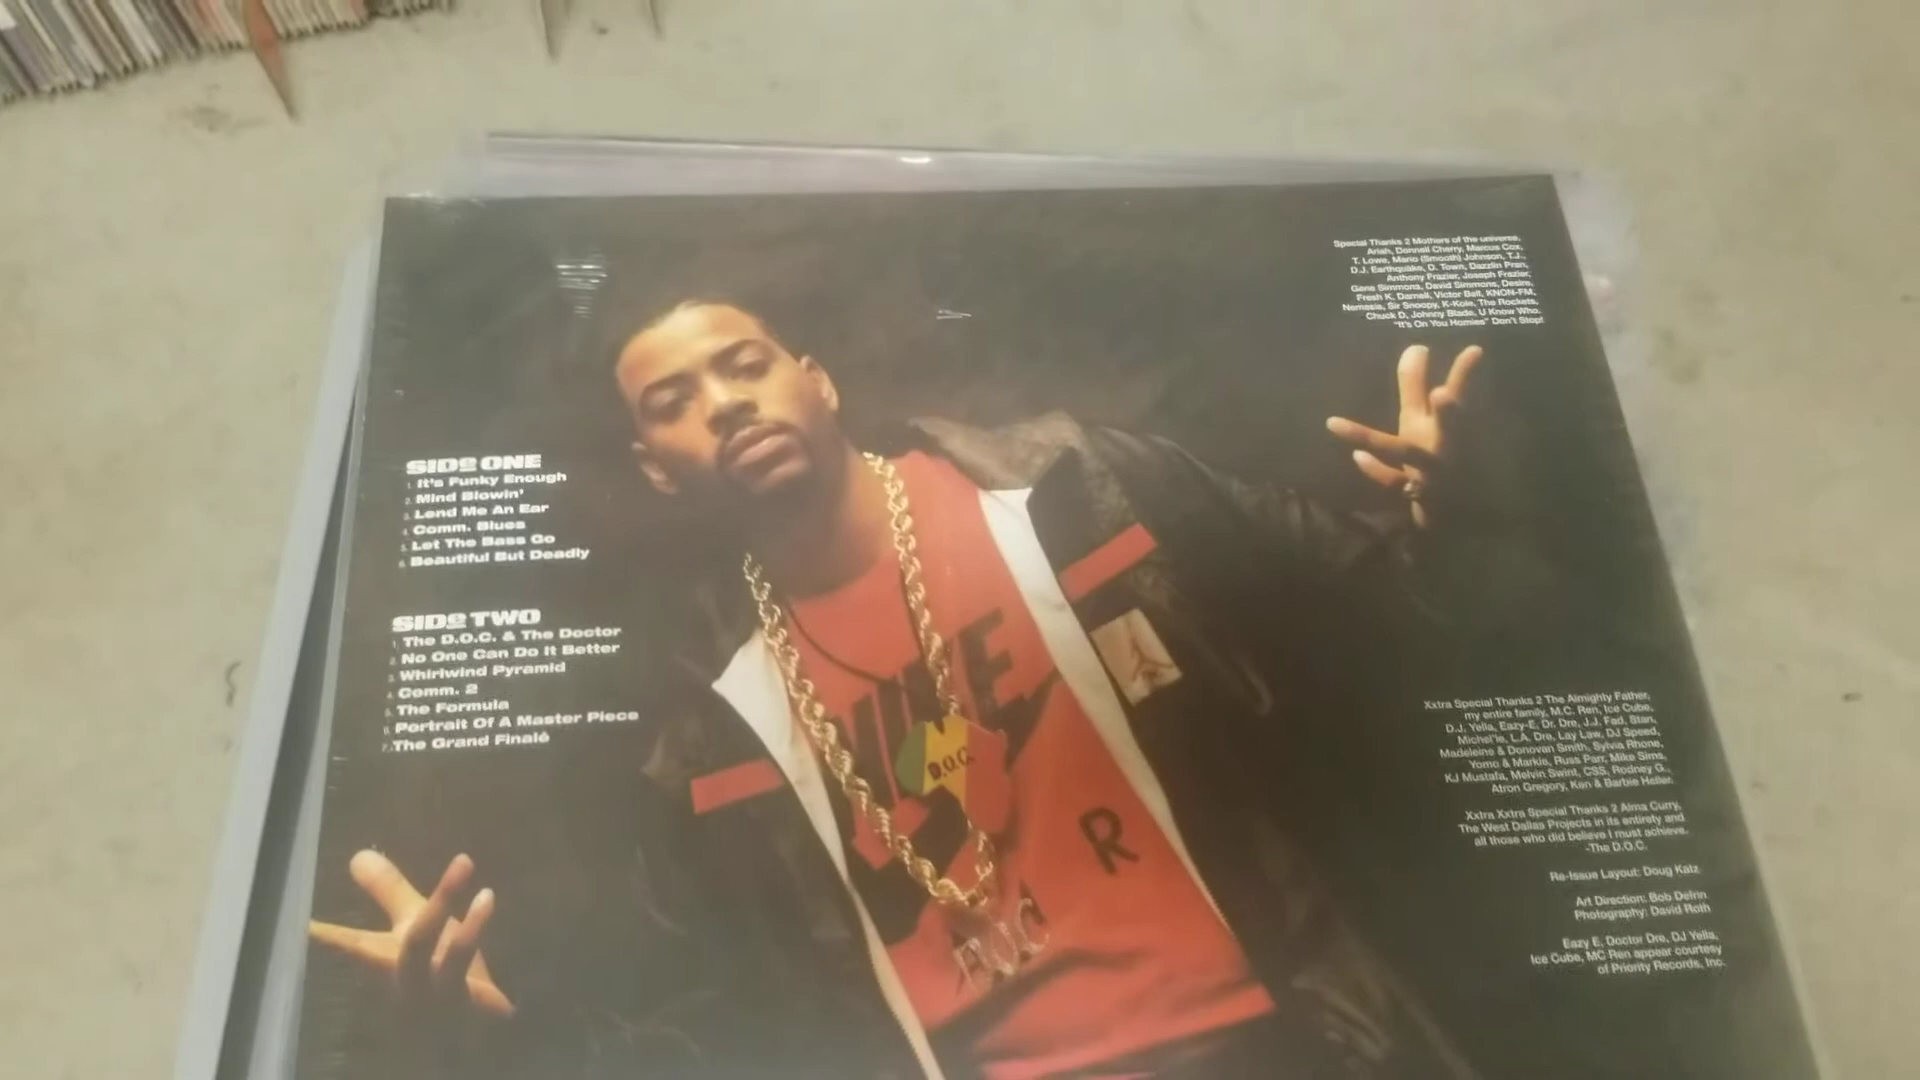 Special Thanks 2 Mothers of the universe,
Ariah, Donnell Cherry, Marcus Cox,
T. Lowe, Mario (Smooth) Johnson, T.J.,
D.J. Earthquake, D. Town, Dazzlin Pran,
Anthony Frazier, Joseph Frazier,
Gene Simmons, David Simmons, Desire,
Fresh K, Darnell, Victor Ball, KNON-FM,
Nemesis, Sir Snoopy, K-Kole, The Rockets,
Chuck D, Johnny Blade, U Know Who.
"It's On You Homies" Don't Stop!
SIDe ONE
1. It's Funky Enough
2. Mind Blowin'
3. Lend Me An Ear
4. Comm. Blues
5. Let The Bass Go
6. Beautiful But Deadly
SIDe TWO
1. The D.O.C. & The Doctor
2. No One Can Do It Better
3. Whirlwind Pyramid
4. Comm. 2
5. The Formula
6. Portrait Of A Master Piece
7. The Grand Finalé
NIKE
D.O.C.
R
Xxtra Special Thanks 2 The Almighty Father,
my entire family, M.C. Ren, Ice Cube,
D.J. Yella, Eazy-E, Dr. Dre, J.J. Fad, Stan,
Michel'le, L.A. Dre, Lay Law, DJ Speed,
Madeleine & Donovan Smith, Sylvia Rhone,
Yomo & Markie, Russ Parr, Mike Sims,
KJ Mustafa, Melvin Swint, CSS, Rodney G.,
Atron Gregory, Ken & Barbie Heller.
Xxtra Xxtra Special Thanks 2 Alma Curry,
The West Dallas Projects in its entirety and
all those who did believe I must achieve.
-The D.O.C.
Re-Issue Layout: Doug Katz
Art Direction: Bob Defrin
Photography: David Roth
Eazy E, Doctor Dre, DJ Yella,
Ice Cube, MC Ren appear courtesy
of Priority Records, Inc.